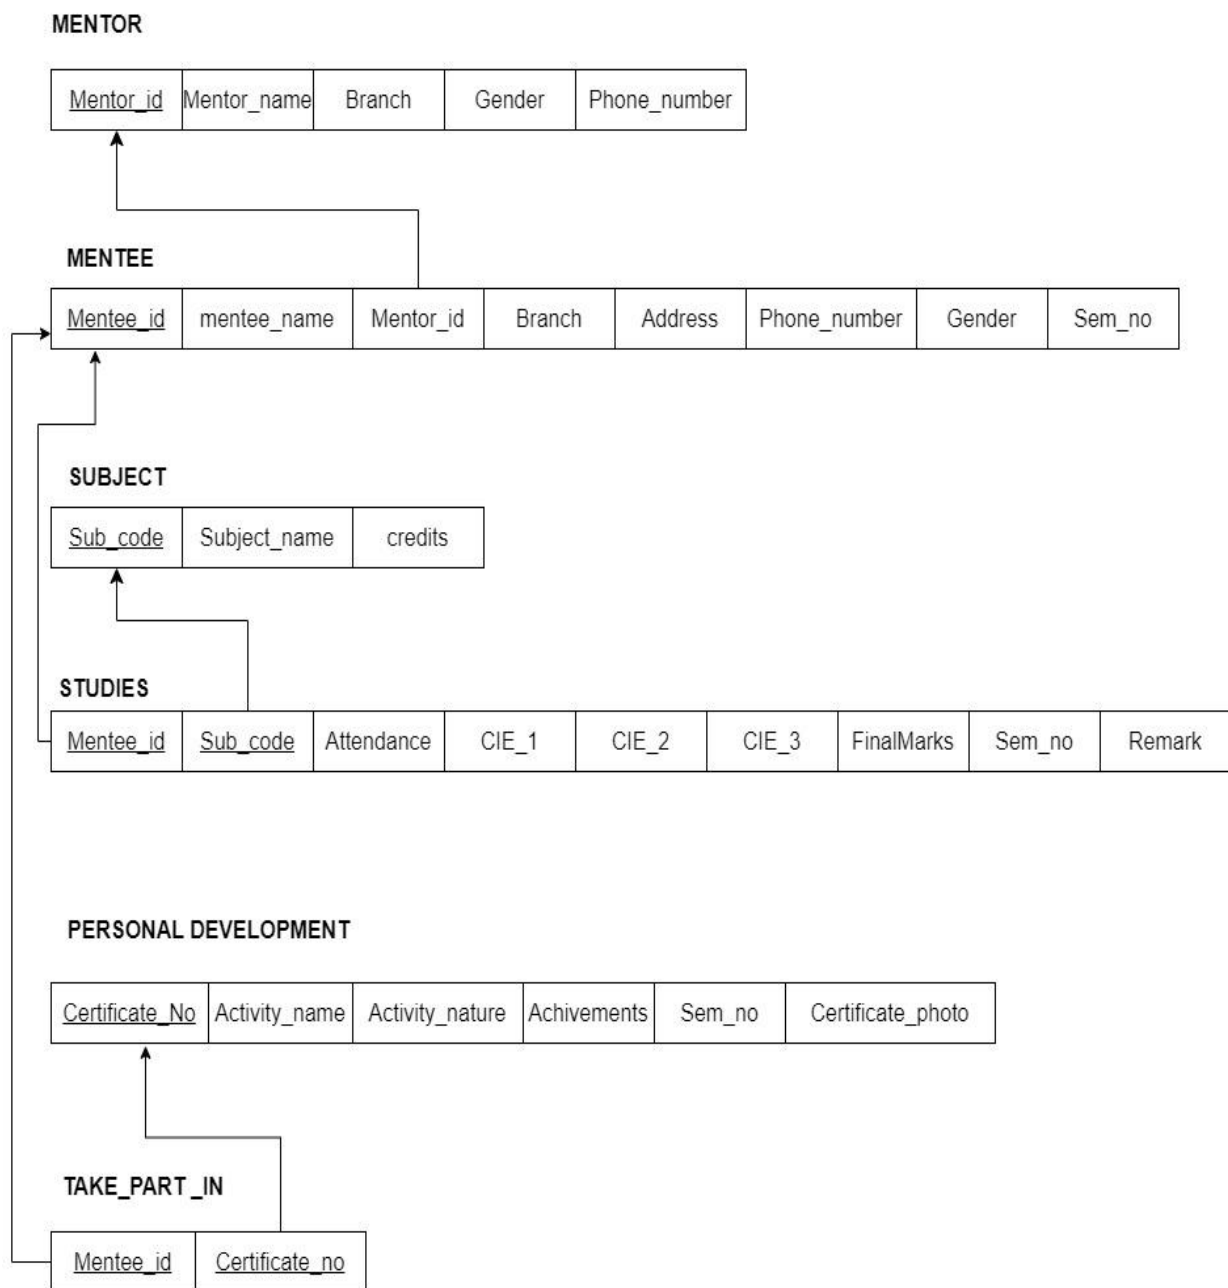 MENTOR
Mentor_id Mentor_name Branch Gender Phone_number
MENTEE
Mentee_id mentee_name Mentor_id Branch Address Phone_number Gender Sem_no
SUBJECT
Sub_code Subject_name credits
STUDIES
Mentee_id Sub_code Attendance CIE_1 CIE_2 CIE_3 FinalMarks Sem_no Remark
PERSONAL DEVELOPMENT
Certificate_No Activity_name Activity_nature Achivements Sem_no Certificate_photo
TAKE_PART _IN
Mentee_id Certificate_no